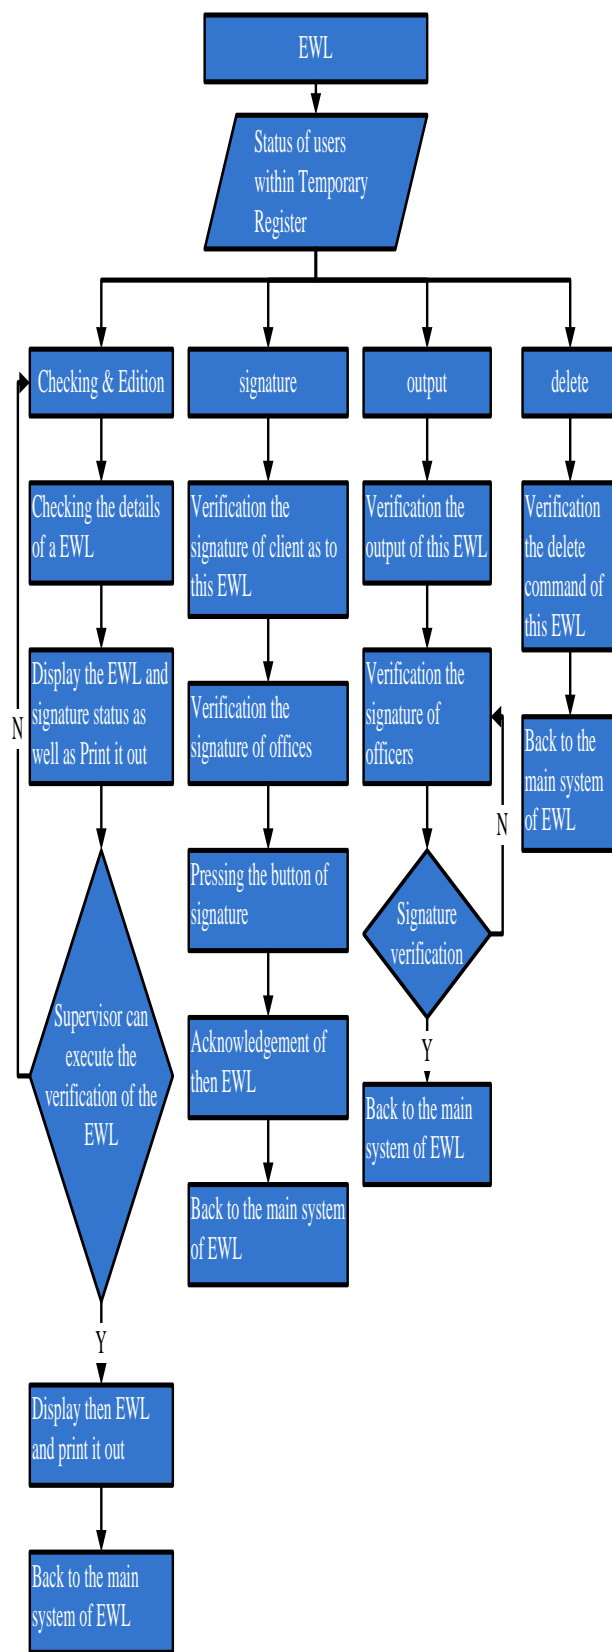 EWL
Status of users
within Temporary
Register
Checking & Edition
signature
output
delete
Checking the details
of a EWL
Verification the
signature of client as to
this EWL
Verification the
output of this EWL
Verification
the delete
command of
this EWL
Display the EWL and
signature status as
well as Print it out
Verification the
signature of offices
Verification the
signature of
officers
Back to the
main system
of EWL
N
N
Pressing the button of
signature
Signature
verification
Supervisor can
execute the
verification of the
EWL
Acknowledgement of
then EWL
Y
Back to the main
system of EWL
Back to the main system
of EWL
Y
Display then EWL
and print it out
Back to the main
system of EWL